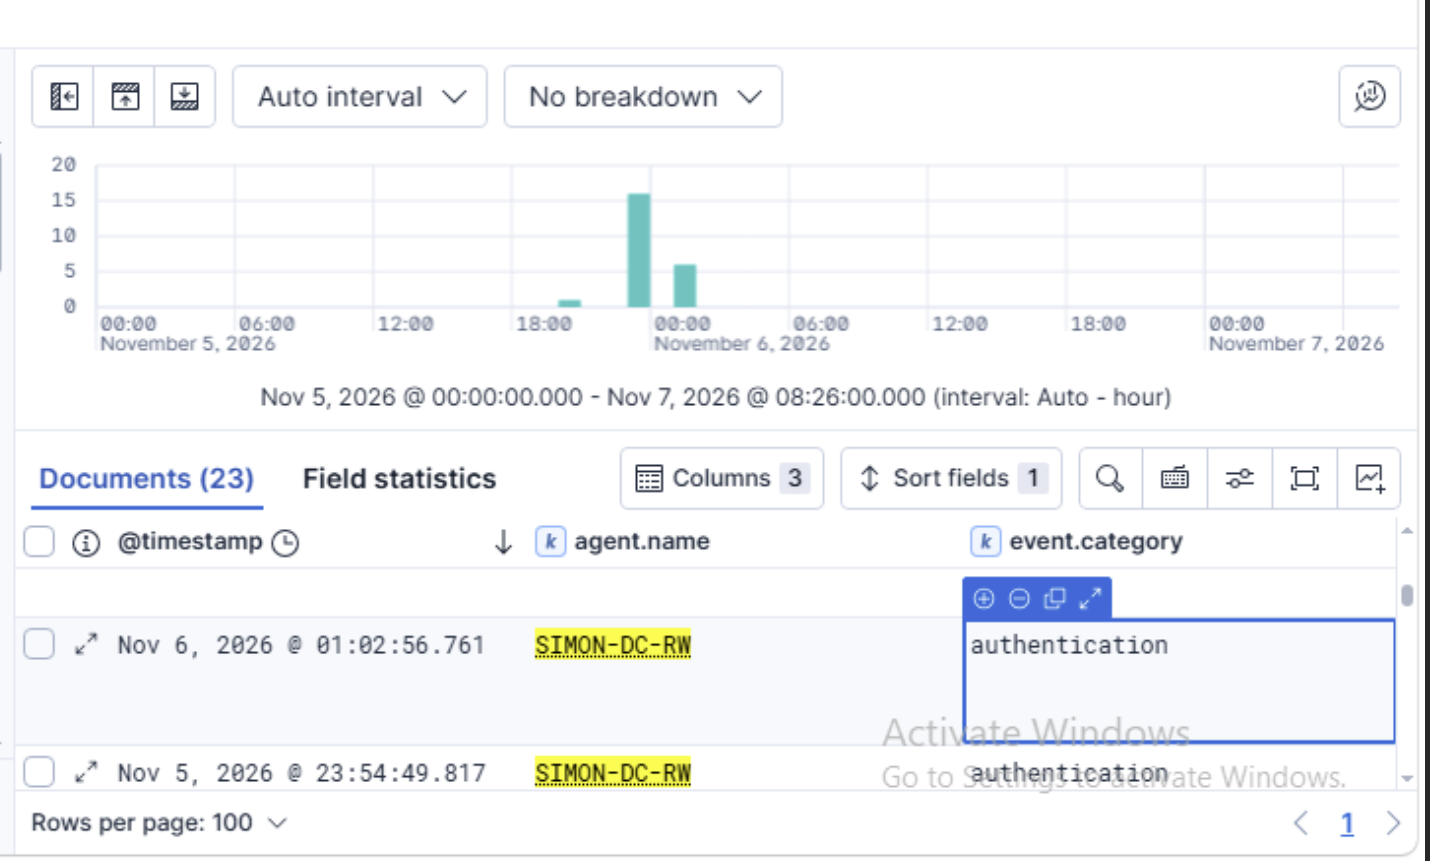 Auto interval No breakdown
20
15
10
5
0
00:00 06:00 12:00 18:00 00:00 06:00 12:00 18:00 00:00
November 5, 2026 November 6, 2026 November 7, 2026
Nov 5, 2026 @ 00:00:00.000 - Nov 7, 2026 @ 08:26:00.000 (interval: Auto - hour)
Documents (23) Field statistics Columns 3 Sort fields 1
@timestamp k agent.name k event.category
Nov 6, 2026 @ 01:02:56.761 SIMON-DC-RW authentication
Activate Windows
Nov 5, 2026 @ 23:54:49.817 SIMON-DC-RW authentication
Go to Settings to activate Windows.
Rows per page: 100 1